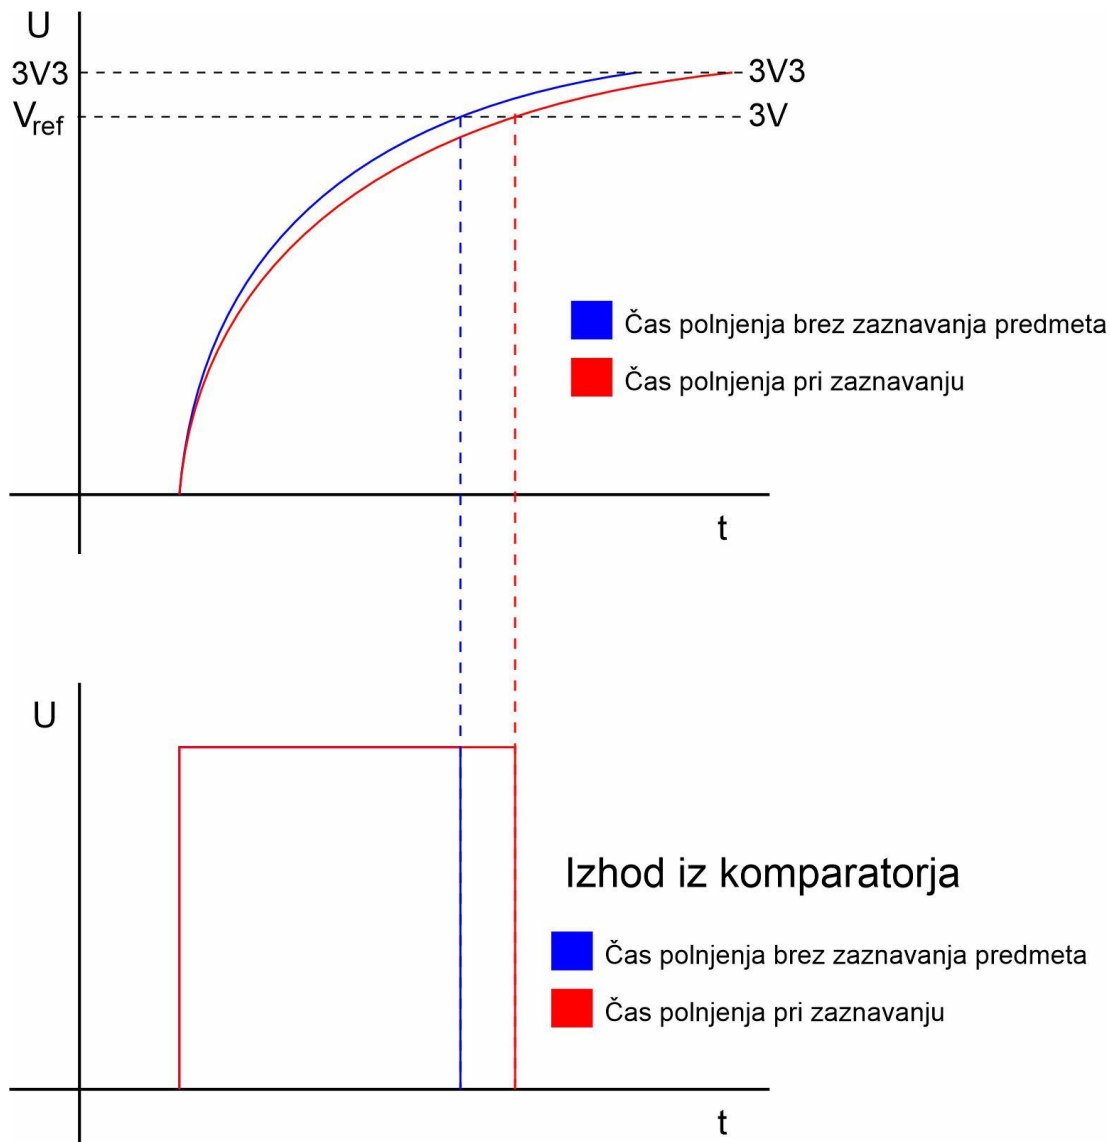 U
3V3
3V3
Vref
3V
Čas polnjenja brez zaznavanja predmeta
Čas polnjenja pri zaznavanju
t
U
Izhod iz komparatorja
Čas polnjenja brez zaznavanja predmeta
Čas polnjenja pri zaznavanju
t